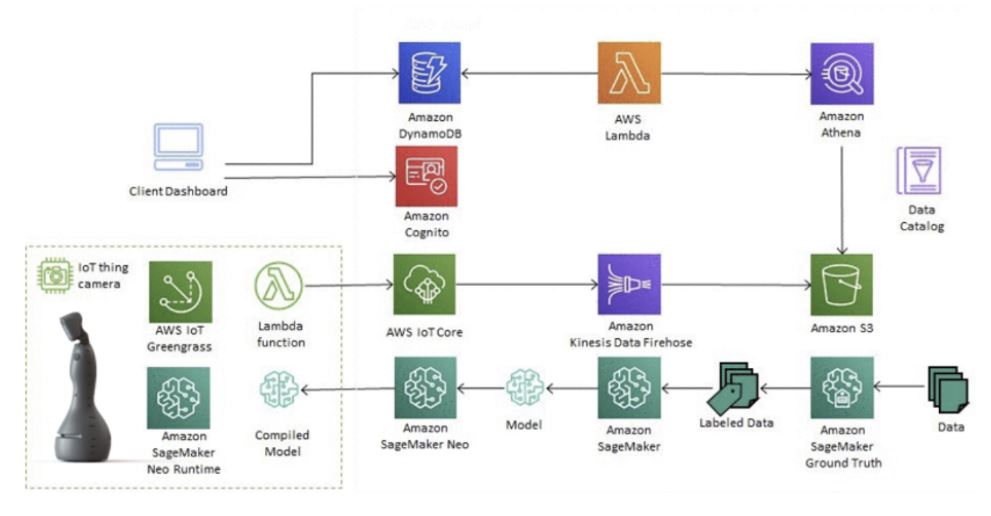 Amazon
DynamoDB
AWS
Lambda
Amazon
Athena
Client Dashboard
Amazon
Cognito
Data
Catalog
IoT thing
camera
AWS IoT
Greengrass
Lambda
function
AWS IoT Core
Amazon
Kinesis Data Firehose
Amazon S3
Amazon
SageMaker
Neo Runtime
Compiled
Model
Amazon
SageMaker Neo
Model
Amazon
SageMaker
Labeled Data
Amazon
SageMaker
Ground Truth
Data